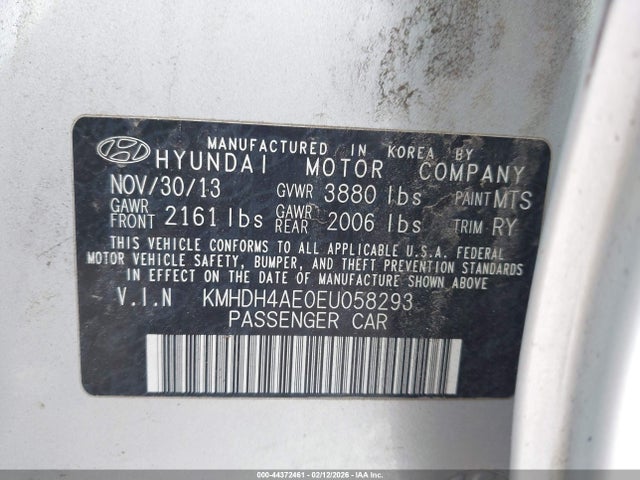 MANUFACTURED IN KOREA BY
HYUNDAI MOTOR COMPANY
NOV/30/13 GVWR 3880 lbs PAINT MTS
GAWR FRONT 2161 lbs GAWR REAR 2006 lbs TRIM RY
THIS VEHICLE CONFORMS TO ALL APPLICABLE U.S.A. FEDERAL
MOTOR VEHICLE SAFETY, BUMPER, AND THEFT PREVENTION STANDARDS
IN EFFECT ON THE DATE OF MANUFACTURE SHOWN ABOVE
V.I.N KMHDH4AE0EU058293
PASSENGER CAR
000-44372461 - 02/12/2026 - IAA, Inc.